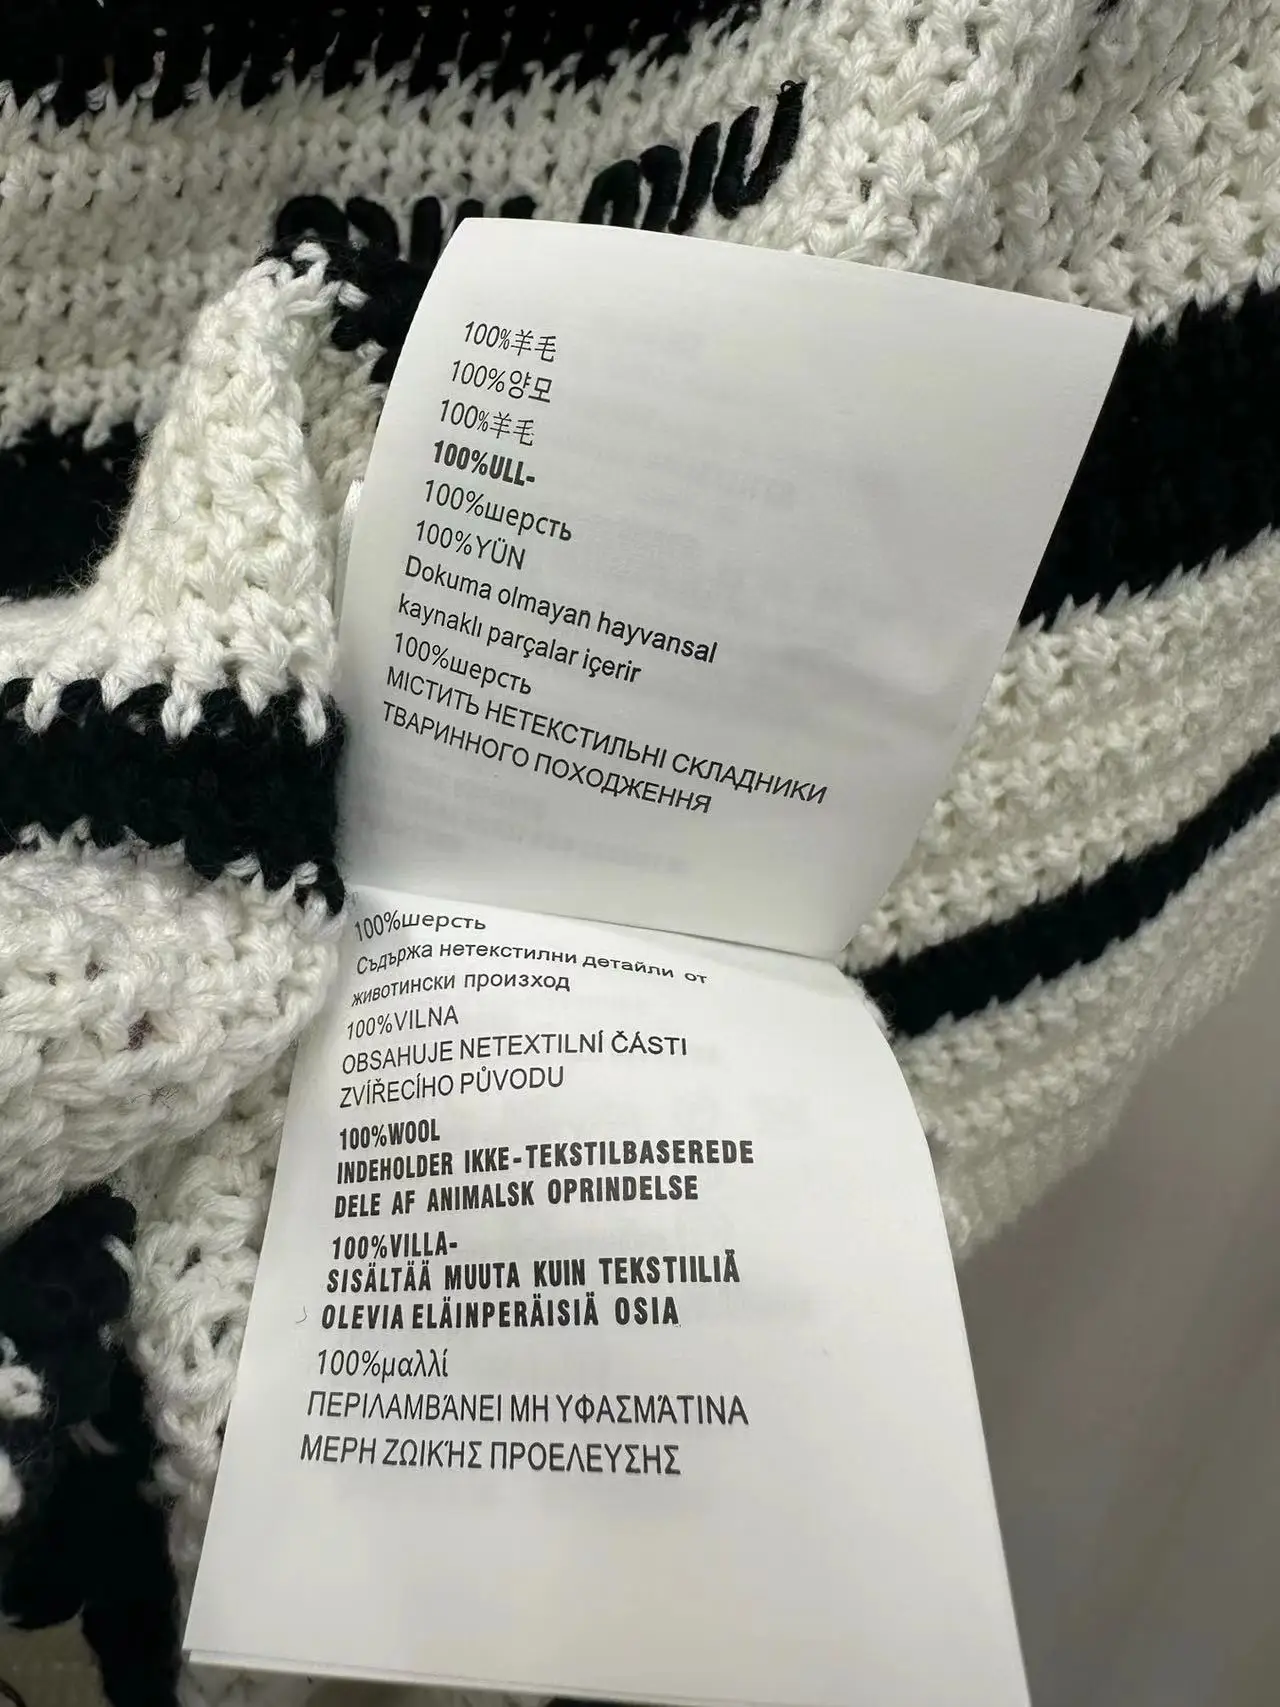 MIU
100%羊毛
100%양모
100%羊毛
100%ULL-
100%шерсть
100%YÜN
Dokuma olmayan hayvansal
kaynaklı parçalar içerir
100%шерсть
МІСТИТЬ НЕТЕКСТИЛЬНІ СКЛАДНИКИ
ТВАРИННОГО ПОХОДЖЕННЯ
100%шерсть
Съдържа нетекстилни детайли от
животински произход
100%VILNA
OBSAHUJE NETEXTILNÍ ČÁSTI
ZVÍŘECÍHO PŮVODU
100%WOOL
INDEHOLDER IKKE-TEKSTILBASEREDE
DELE AF ANIMALSK OPRINDELSE
100%VILLA-
SISÄLTÄÄ MUUTA KUIN TEKSTIILIÄ
OLEVIA ELÄINPERÄISIÄ OSIA
100%μαλλί
ΠΕΡΙΛΑΜΒΆΝΕΙ ΜΗ ΥΦΑΣΜΆΤΙΝΑ
ΜΕΡΗ ΖΩΙΚΉΣ ΠΡΟΕΛΕΥΣΗΣ